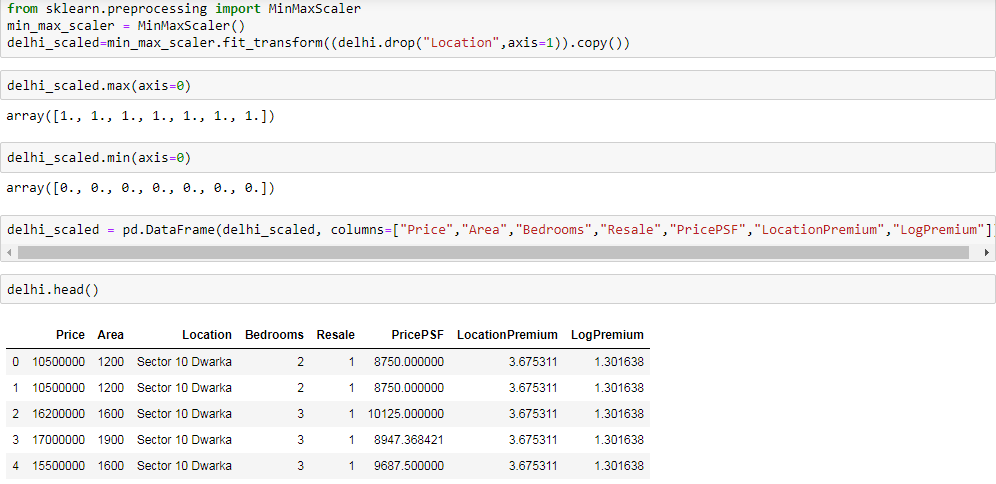 from sklearn.preprocessing import MinMaxScaler
min_max_scaler = MinMaxScaler()
delhi_scaled=min_max_scaler.fit_transform((delhi.drop("Location",axis=1)).copy())
delhi_scaled.max(axis=0)
array([1., 1., 1., 1., 1., 1., 1.])
delhi_scaled.min(axis=0)
array([0., 0., 0., 0., 0., 0., 0.])
delhi_scaled = pd.DataFrame(delhi_scaled, columns=["Price","Area","Bedrooms","Resale","PricePSF","LocationPremium","LogPremium"]
delhi.head()
Price Area Location Bedrooms Resale PricePSF LocationPremium LogPremium
0 10500000 1200 Sector 10 Dwarka 2 1 8750.000000 3.675311 1.301638
1 10500000 1200 Sector 10 Dwarka 2 1 8750.000000 3.675311 1.301638
2 16200000 1600 Sector 10 Dwarka 3 1 10125.000000 3.675311 1.301638
3 17000000 1900 Sector 10 Dwarka 3 1 8947.368421 3.675311 1.301638
4 15500000 1600 Sector 10 Dwarka 3 1 9687.500000 3.675311 1.301638